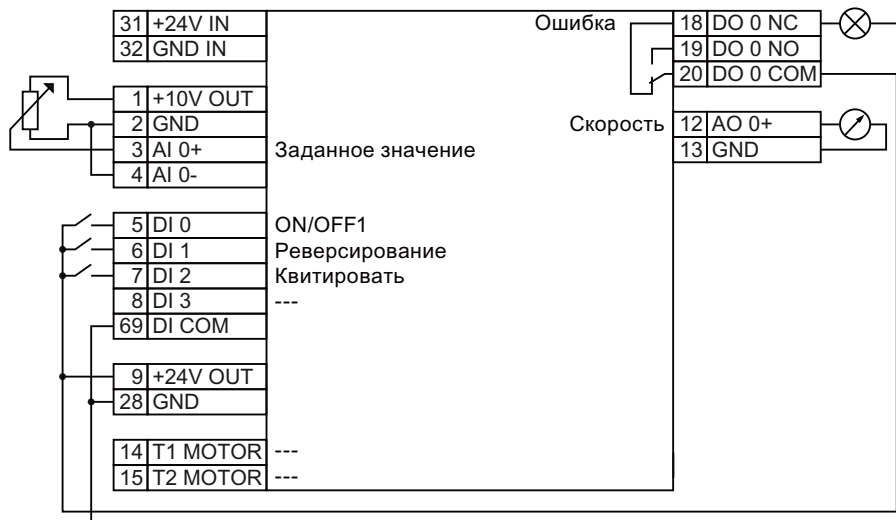 31 +24V IN
32 GND IN
1 +10V OUT
2 GND
3 AI 0+ Заданное значение
4 AI 0-
5 DI 0 ON/OFF1
6 DI 1 Реверсирование
7 DI 2 Квитировать
8 DI 3 ---
69 DI COM
9 +24V OUT
28 GND
14 T1 MOTOR ---
15 T2 MOTOR ---
Ошибка 18 DO 0 NC
19 DO 0 NO
20 DO 0 COM
Скорость 12 AO 0+
13 GND